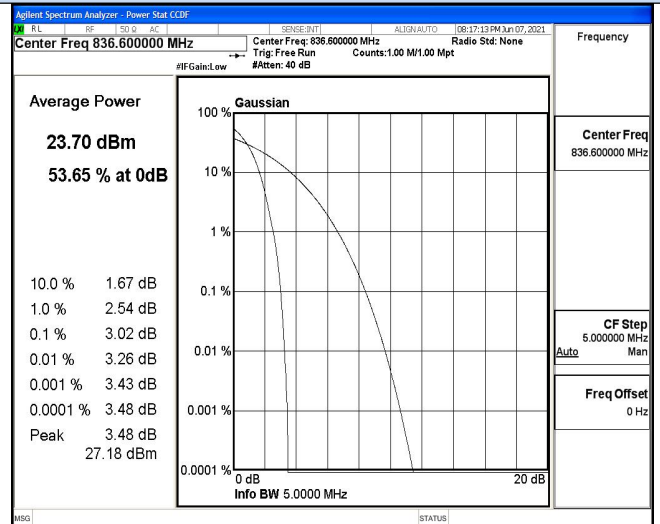 Agilent Spectrum Analyzer - Power Stat CCDF
RL RF 50 Ω AC SENSE:INT ALIGN AUTO 08:17:13 PM Jun 07, 2021
Center Freq 836.600000 MHz
Center Freq: 836.600000 MHz Radio Std: None
Trig: Free Run Counts:1.00 M/1.00 Mpt
#IFGain:Low #Atten: 40 dB
Average Power
23.70 dBm
53.65 % at 0dB
10.0 % 1.67 dB
1.0 % 2.54 dB
0.1 % 3.02 dB
0.01 % 3.26 dB
0.001 % 3.43 dB
0.0001 % 3.48 dB
Peak 3.48 dB
27.18 dBm
Gaussian
100 %
10 %
1 %
0.1 %
0.01 %
0.001 %
0.0001 %
0 dB 20 dB
Info BW 5.0000 MHz
Frequency
Center Freq
836.600000 MHz
CF Step
5.000000 MHz
Auto Man
Freq Offset
0 Hz
MSG STATUS